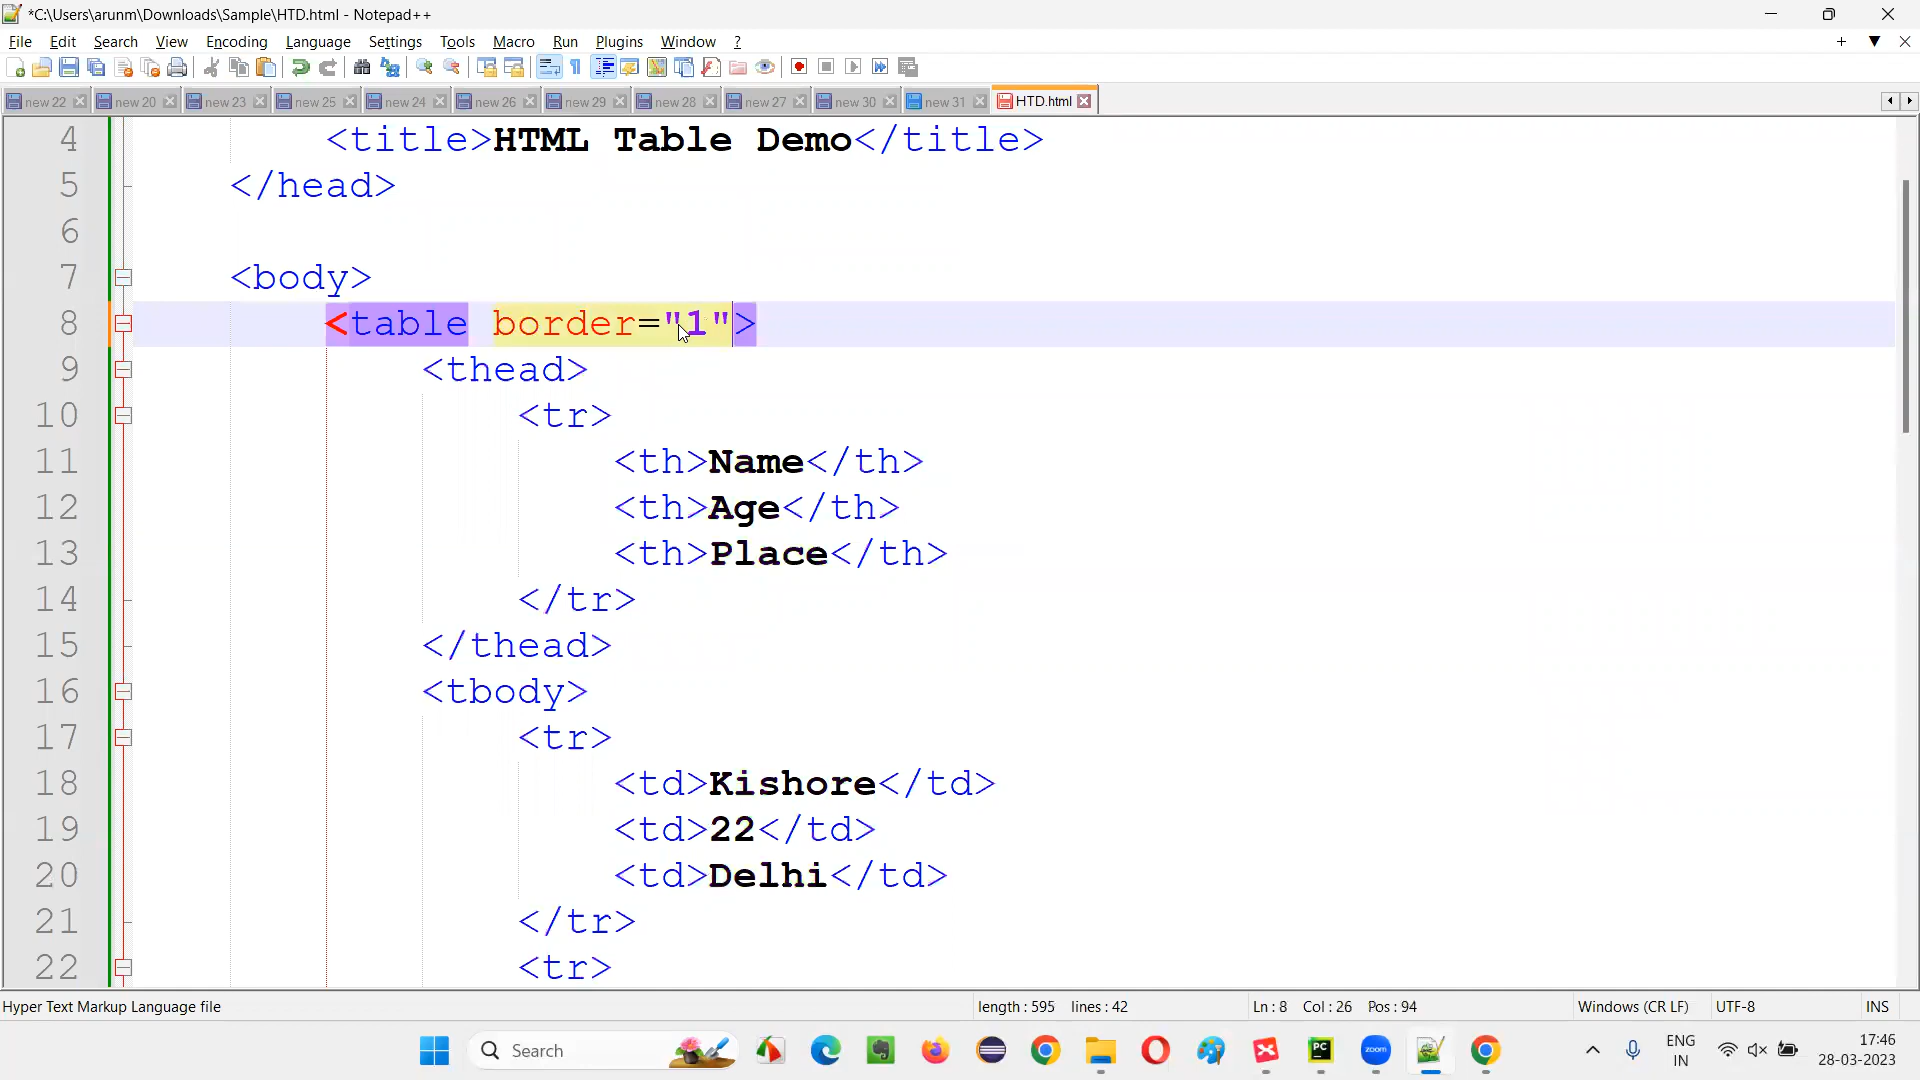 *C:\Users\arunm\Downloads\Sample\HTD.html - Notepad++
File Edit Search View Encoding Language Settings Tools Macro Run Plugins Window ?
new 22 new 20 new 23 new 25 new 24 new 26 new 29 new 28 new 27 new 30 new 31 HTD.html
4 <title>HTML Table Demo</title>
5 </head>
6
7 <body>
8 <table border="1">
9 <thead>
10 <tr>
11 <th>Name</th>
12 <th>Age</th>
13 <th>Place</th>
14 </tr>
15 </thead>
16 <tbody>
17 <tr>
18 <td>Kishore</td>
19 <td>22</td>
20 <td>Delhi</td>
21 </tr>
22 <tr>
Hyper Text Markup Language file length : 595 lines : 42 Ln : 8 Col : 26 Pos : 94 Windows (CR LF) UTF-8 INS
Search PC zoom ENG IN 17:46 28-03-2023